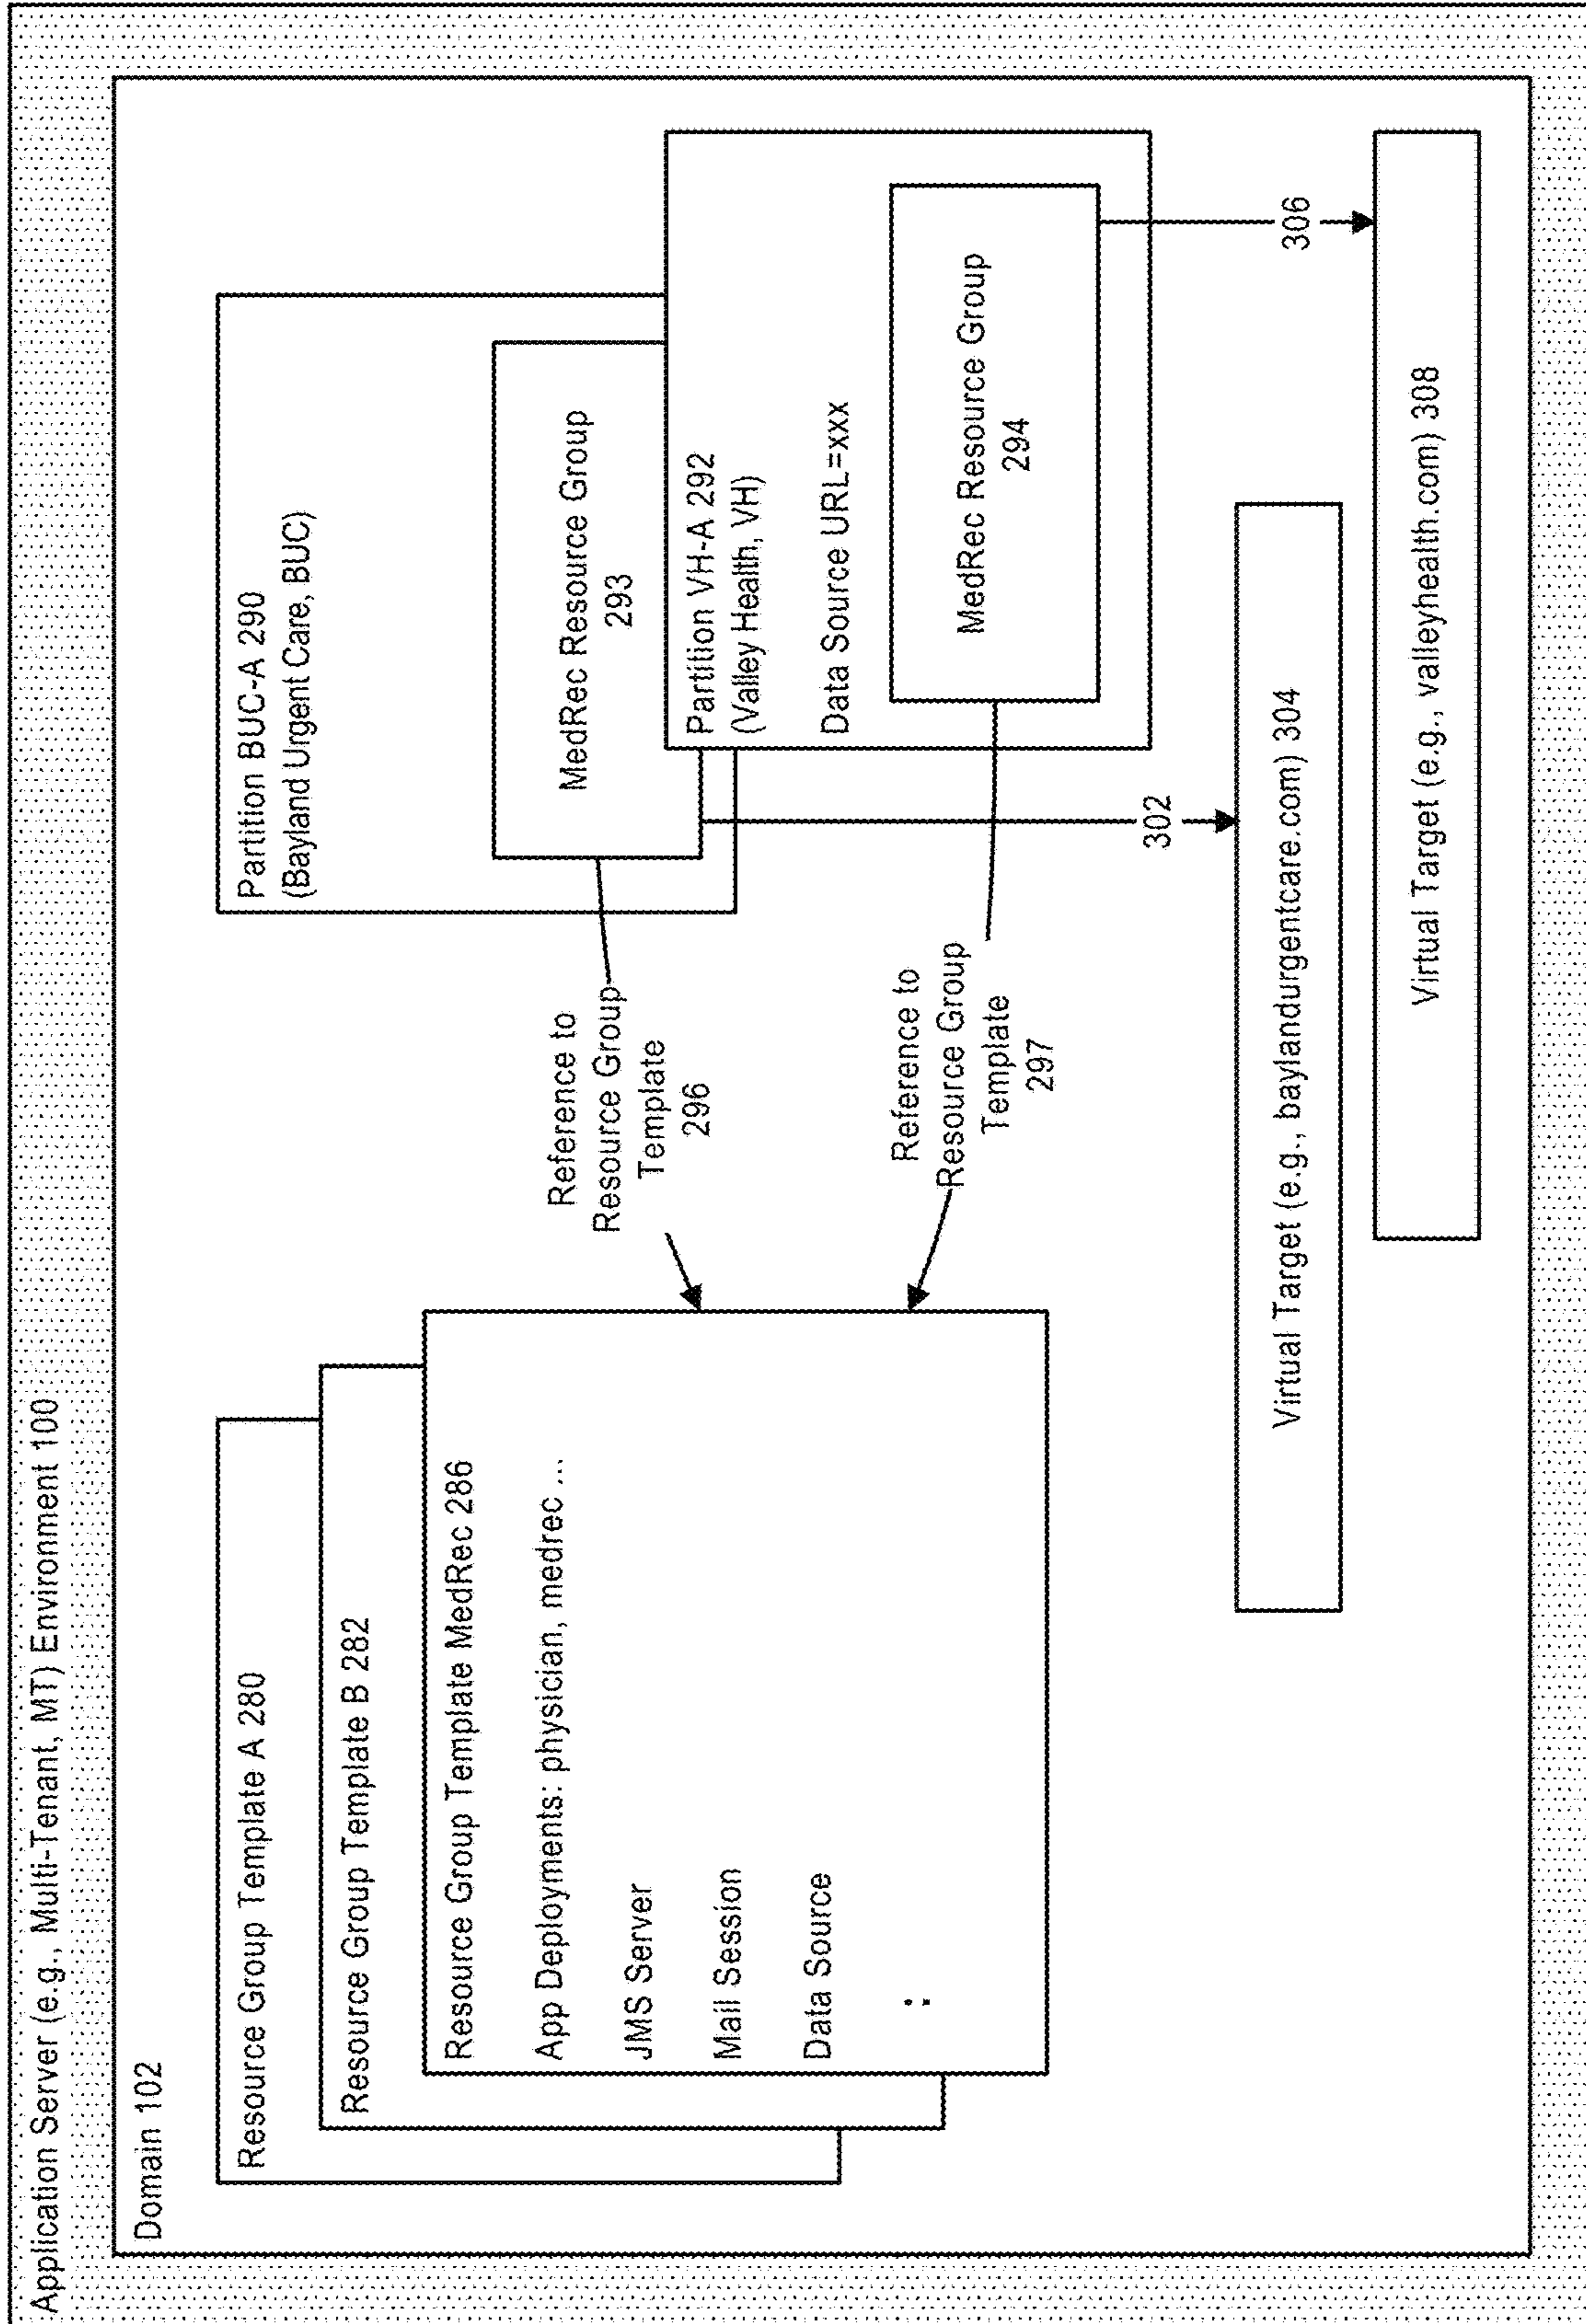 Application Server (e.g., Multi-Tenant, MT) Environment 100
Domain 102
Resource Group Template A 280
Resource Group Template B 282
Resource Group Template MedRec 286
App Deployments: physician, medrec ...
JMS Server
Mail Session
Data Source
:
Reference to
Resource Group
Template
296
Reference to
Resource Group
Template
297
Partition BUC-A 290
(Bayland Urgent Care, BUC)
MedRec Resource Group
293
Partition VH-A 292
(Valley Health, VH)
Data Source URL=xxx
MedRec Resource Group
294
302
306
Virtual Target (e.g., baylandurgentcare.com) 304
Virtual Target (e.g., valleyhealth.com) 308